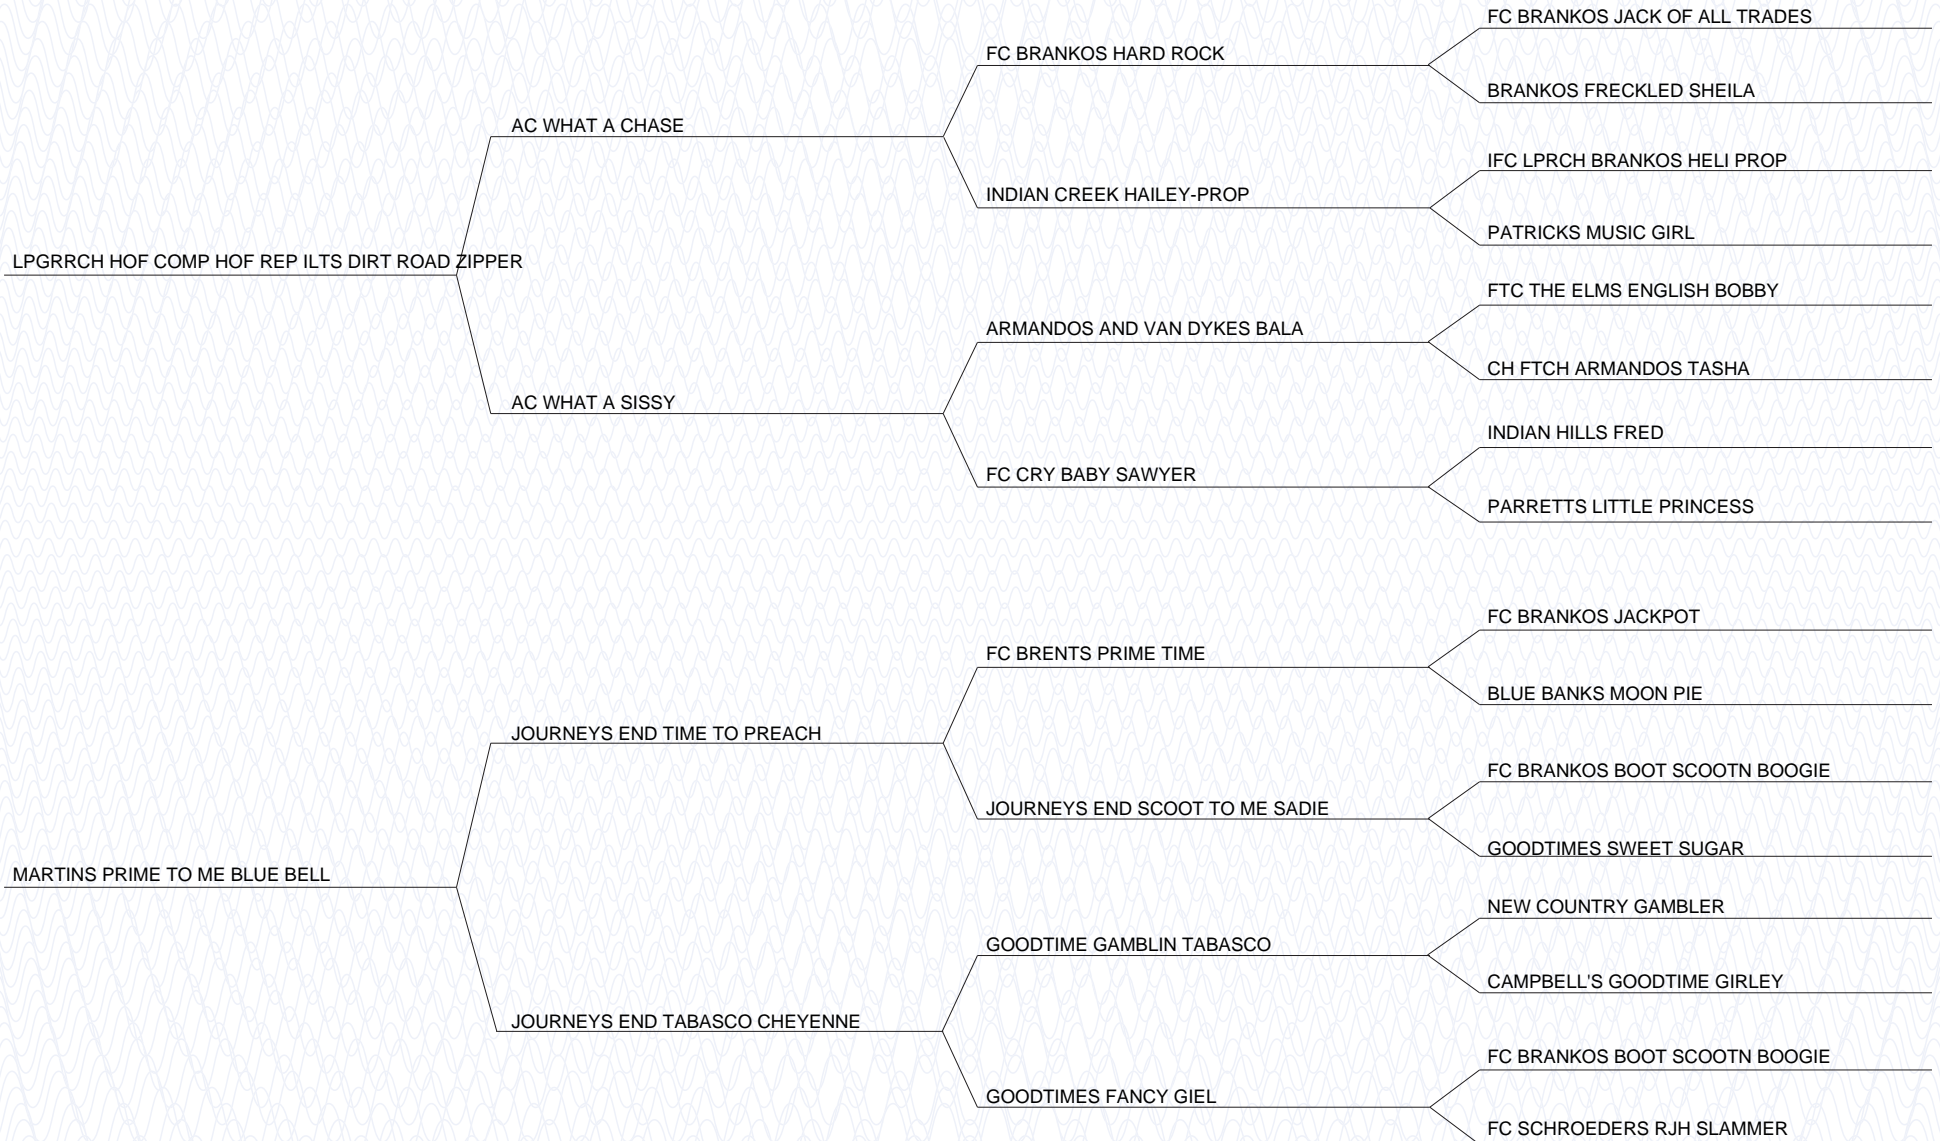 FC BRANKOS JACK OF ALL TRADES
FC BRANKOS HARD ROCK
BRANKOS FRECKLED SHEILA
AC WHAT A CHASE
IFC LPRCH BRANKOS HELI PROP
INDIAN CREEK HAILEY-PROP
PATRICKS MUSIC GIRL
LPGRRCH HOF COMP HOF REP ILTS DIRT ROAD ZIPPER
FTC THE ELMS ENGLISH BOBBY
ARMANDOS AND VAN DYKES BALA
CH FTCH ARMANDOS TASHA
AC WHAT A SISSY
INDIAN HILLS FRED
FC CRY BABY SAWYER
PARRETTS LITTLE PRINCESS
FC BRANKOS JACKPOT
FC BRENTS PRIME TIME
BLUE BANKS MOON PIE
JOURNEYS END TIME TO PREACH
FC BRANKOS BOOT SCOOTN BOOGIE
JOURNEYS END SCOOT TO ME SADIE
GOODTIMES SWEET SUGAR
MARTINS PRIME TO ME BLUE BELL
NEW COUNTRY GAMBLER
GOODTIME GAMBLIN TABASCO
CAMPBELL'S GOODTIME GIRLEY
JOURNEYS END TABASCO CHEYENNE
FC BRANKOS BOOT SCOOTN BOOGIE
GOODTIMES FANCY GIEL
FC SCHROEDERS RJH SLAMMER